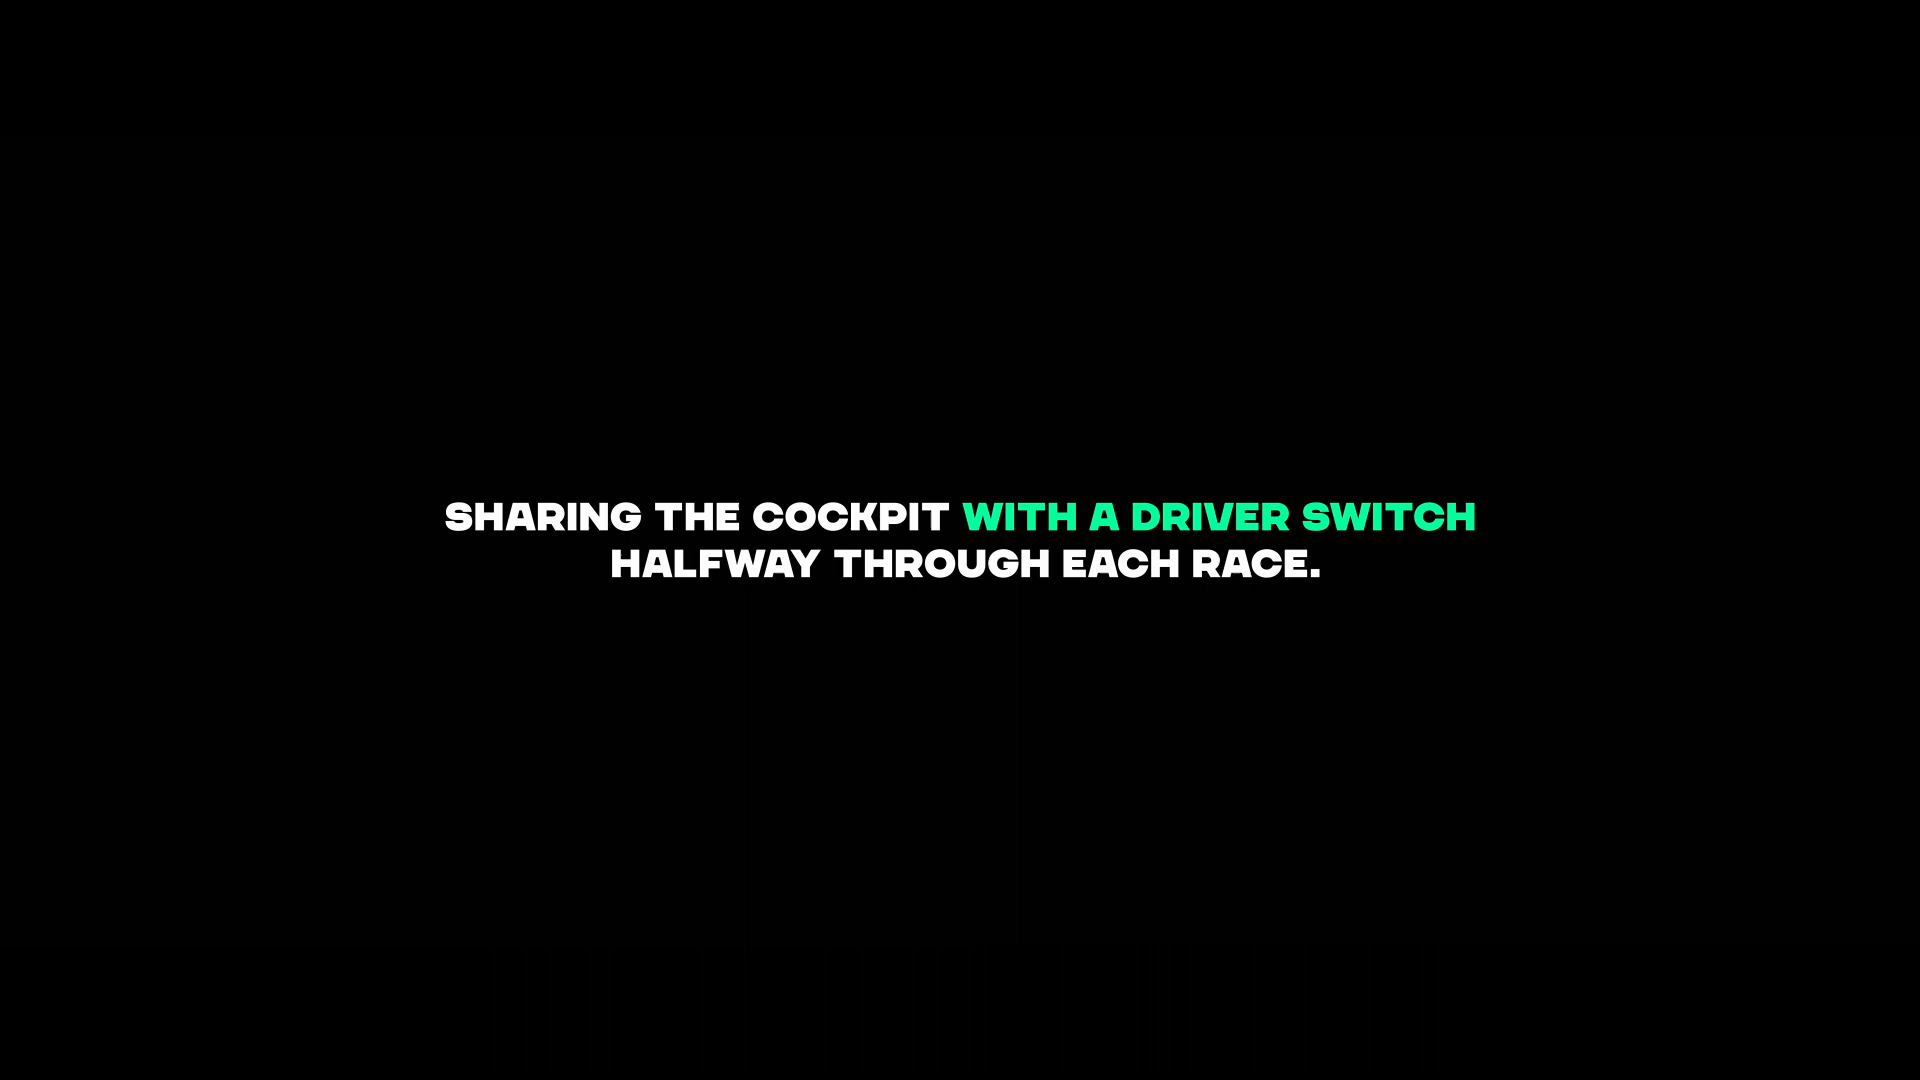 SHARING THE COCKPIT WITH A DRIVER SWITCH
HALFWAY THROUGH EACH RACE.